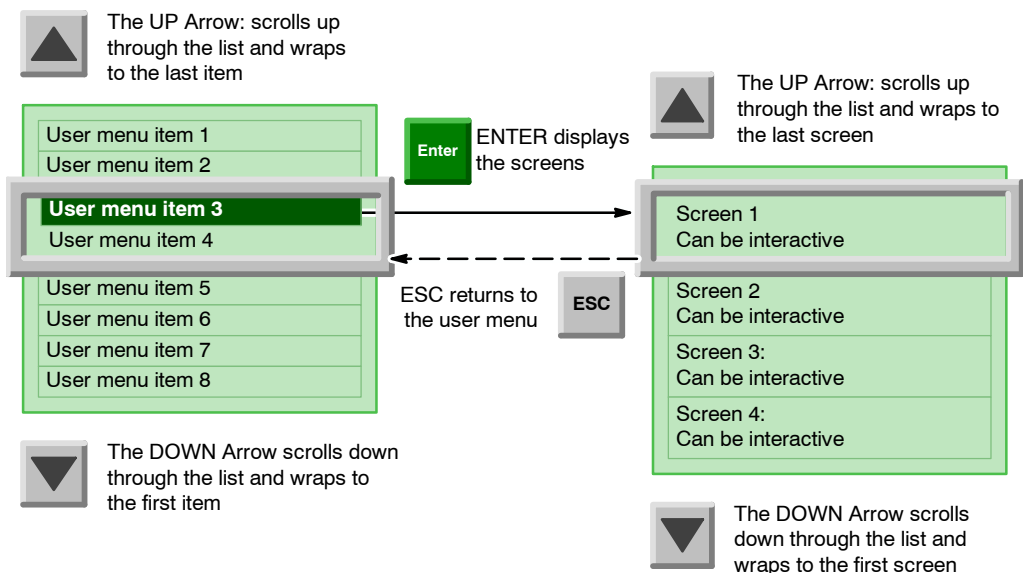 The UP Arrow: scrolls up
through the list and wraps
to the last item
User menu item 1
User menu item 2
User menu item 3
User menu item 4
User menu item 5
User menu item 6
User menu item 7
User menu item 8
The DOWN Arrow scrolls down
through the list and wraps to
the first item
Enter
ENTER displays
the screens
ESC returns to
the user menu
ESC
The UP Arrow: scrolls up
through the list and wraps to
the last screen
Screen 1
Can be interactive
Screen 2
Can be interactive
Screen 3:
Can be interactive
Screen 4:
Can be interactive
The DOWN Arrow scrolls
down through the list and
wraps to the first screen